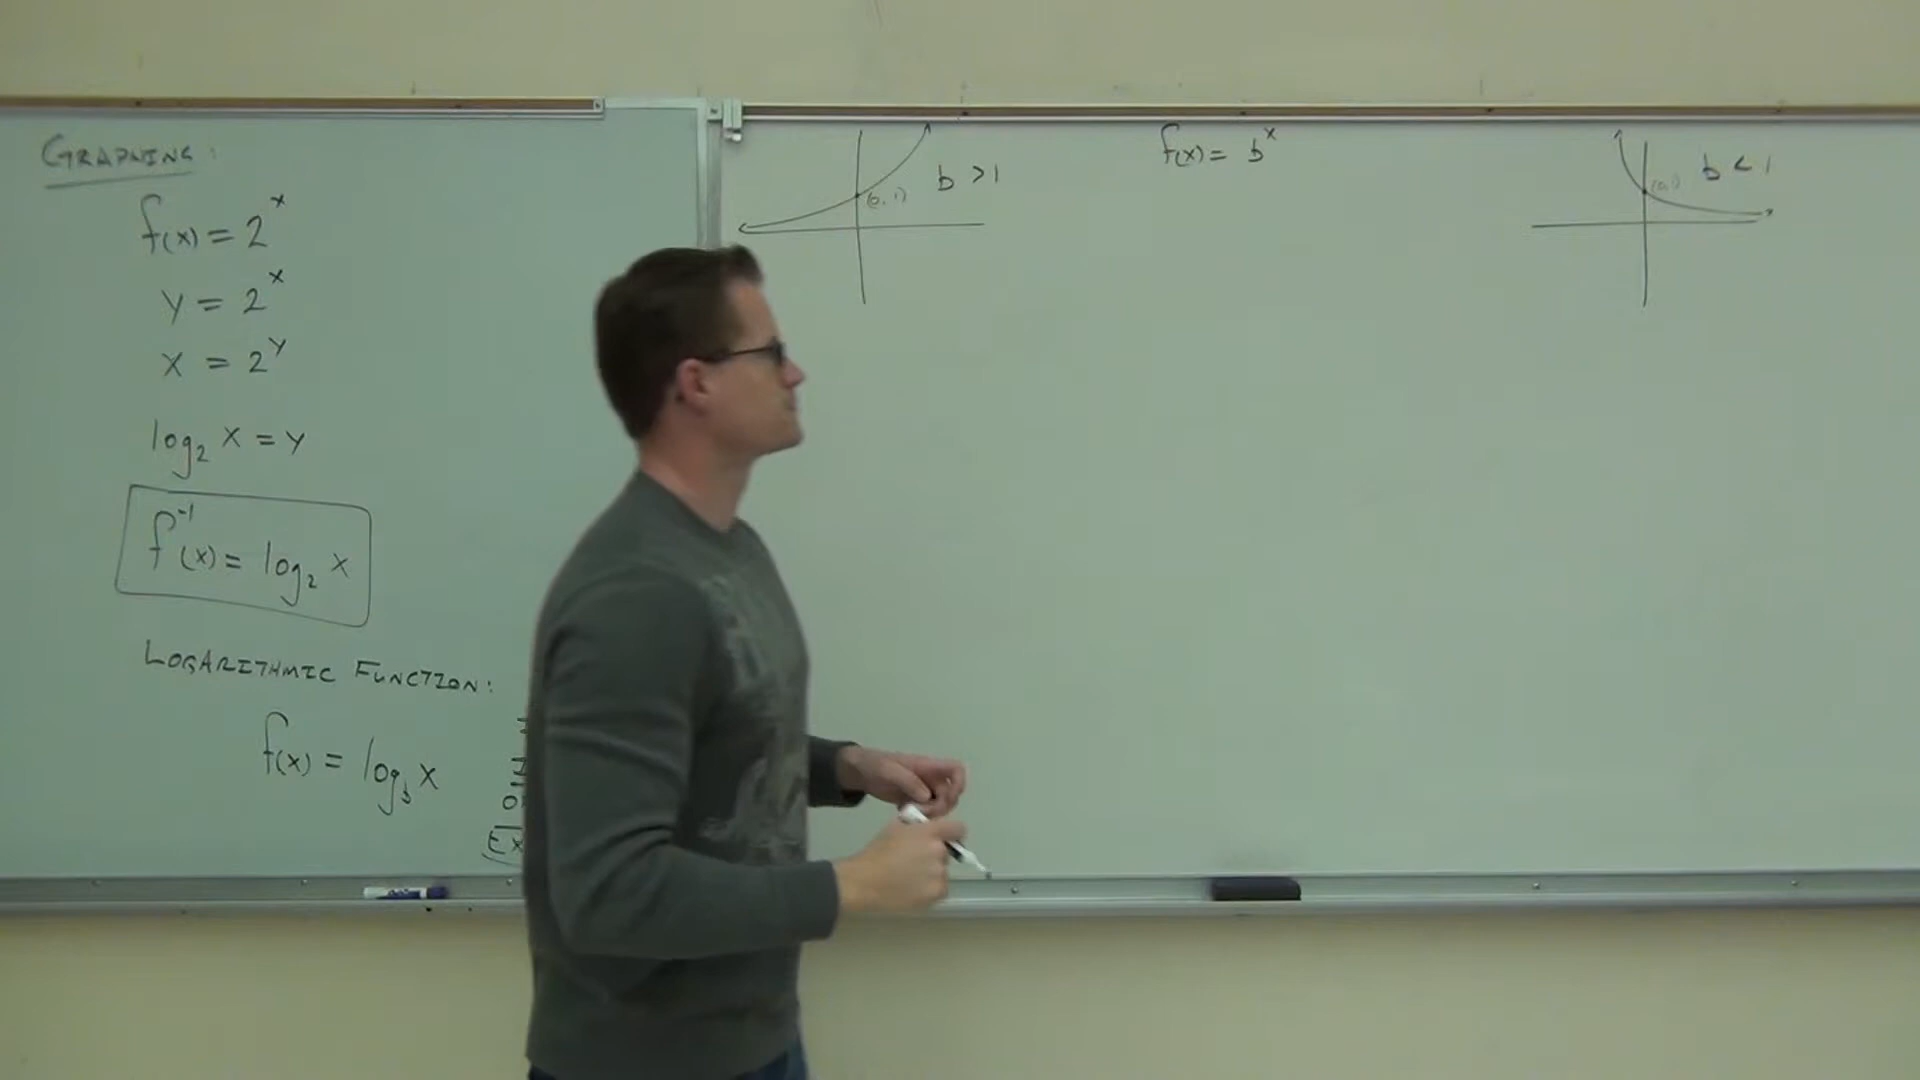 GRAPHING:
f(x) = 2^x
y = 2^x
x = 2^y
log₂ x = y
f⁻¹(x) = log₂ x
LOGARITHMIC FUNCTION:
f(x) = log_b x
(0, 1)
b > 1
f(x) = b^x
(0,1)
b < 1